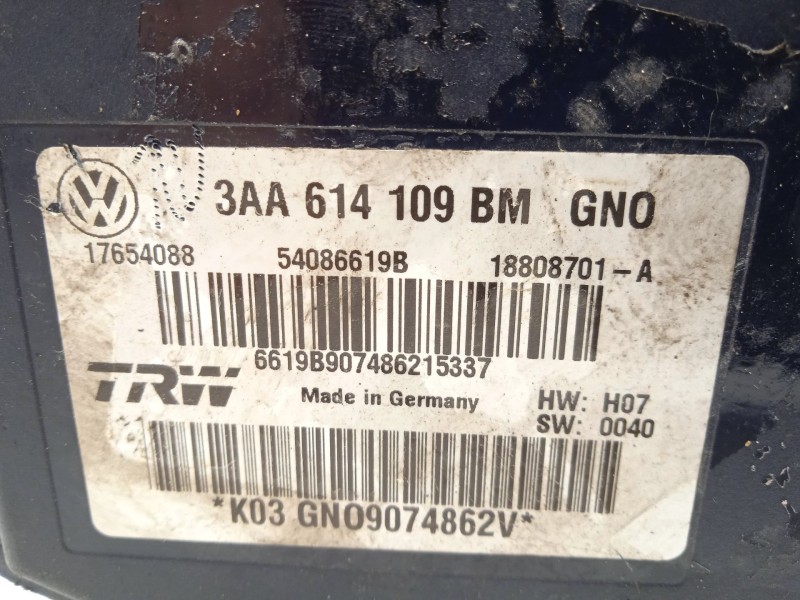 3AA 614 109 BM GNO
17654088 54086619B 18808701-A
6619B907486215337
TRW Made in Germany HW: H07
SW: 0040
*K03 GNO9074862V*